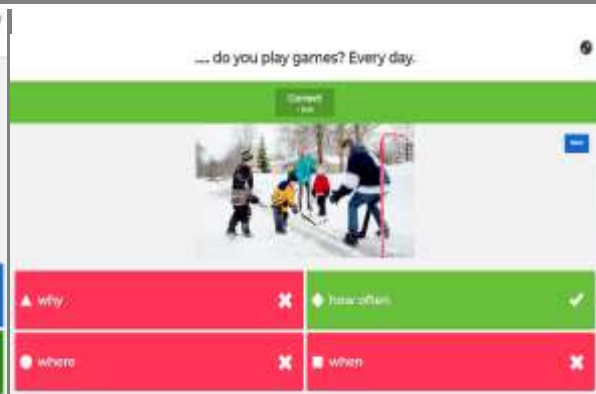 .... do you play games? Every day.
Correct
why
how often
where
when